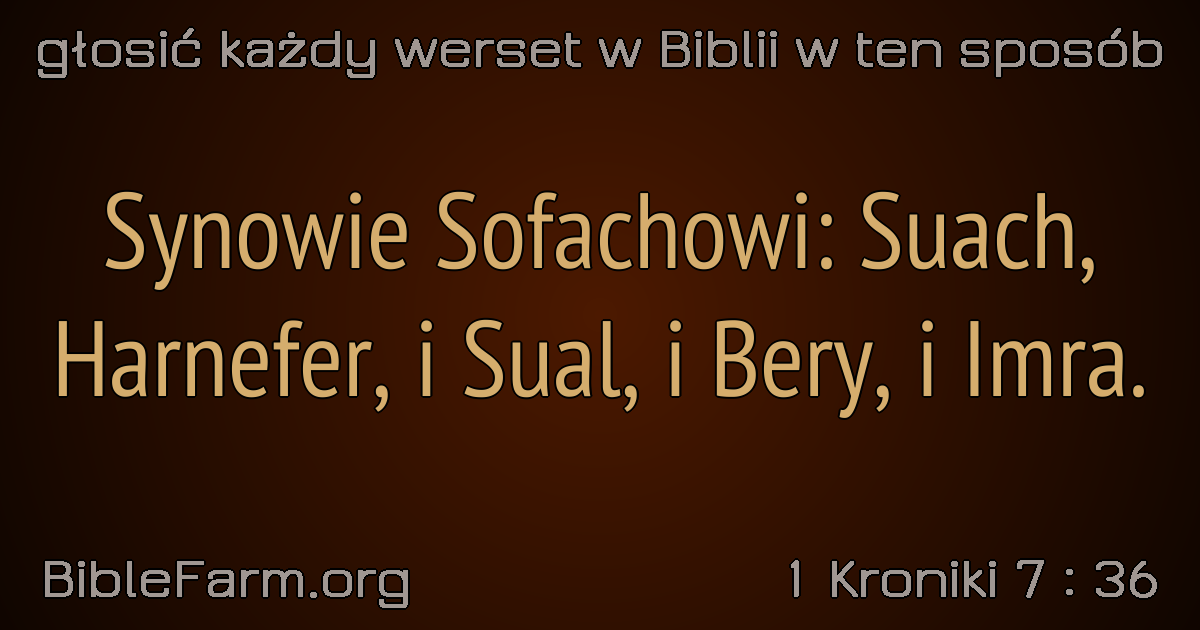 głosić każdy werset w Biblii w ten sposób
Synowie Sofachowi: Suach,
Harnefer, i Sual, i Bery, i Imra.
BibleFarm.org
1 Kroniki 7 : 36